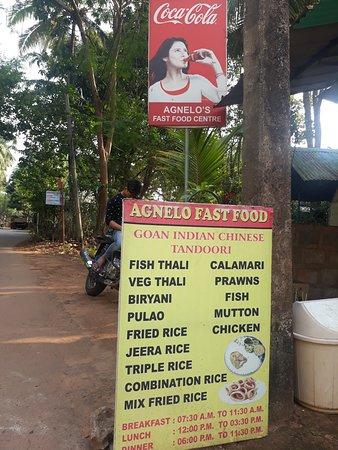 Coca-Cola
AGNELO'S
FAST FOOD CENTRE
AGNELO FAST FOOD
GOAN INDIAN CHINESE
TANDOORI
FISH THALI
VEG THALI
BIRYANI
PULAO
FRIED RICE
JEERA RICE
TRIPLE RICE
COMBINATION RICE
MIX FRIED RICE
CALAMARI
PRAWNS
FISH
MUTTON
CHICKEN
BREAKFAST : 07:30 A.M. TO 11:30 AM.
LUNCH : 12:00 P.M. TO 03:30 P.M.
DINNER : 06:00 P.M. TO 11:30 P.M.